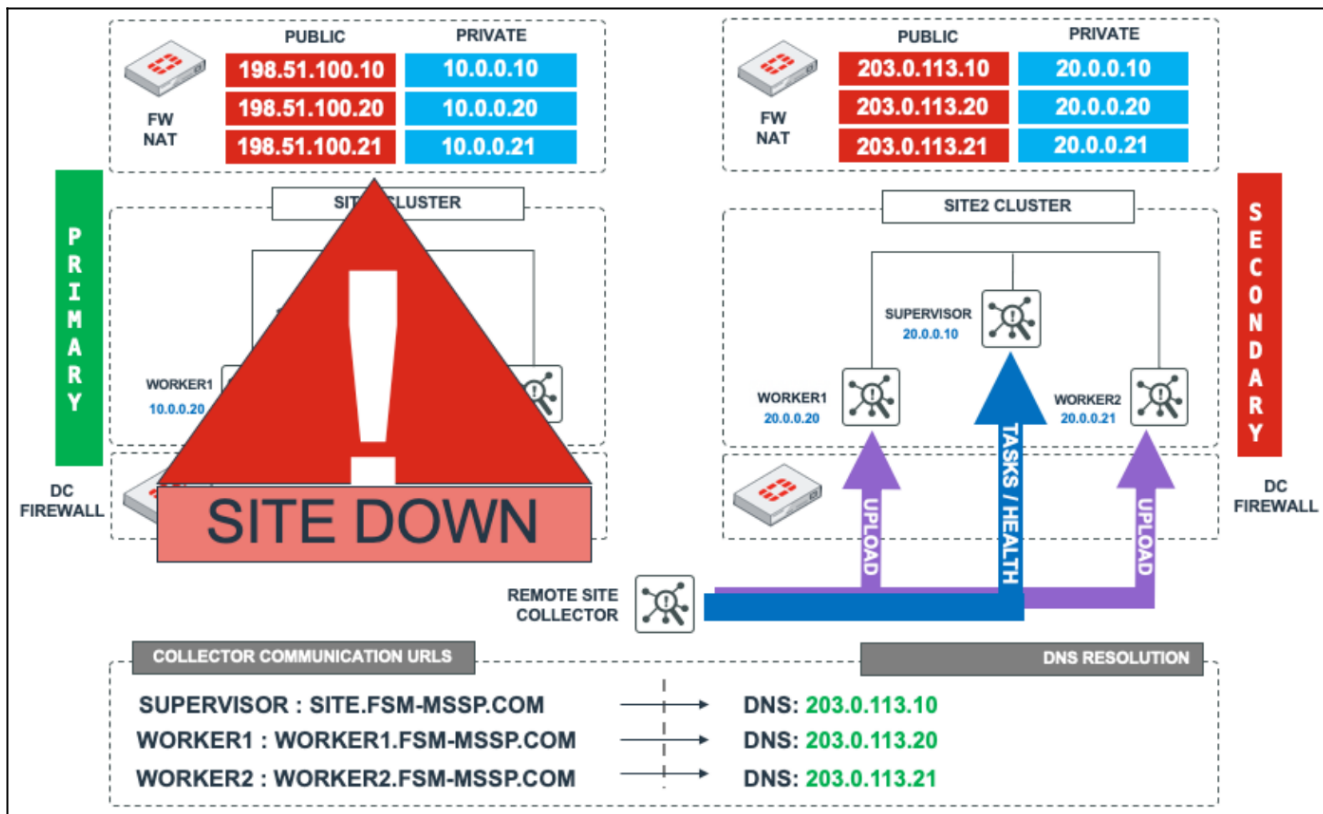 PUBLIC PRIVATE
198.51.100.10 10.0.0.10
198.51.100.20 10.0.0.20
198.51.100.21 10.0.0.21
FW
NAT
PUBLIC PRIVATE
203.0.113.10 20.0.0.10
203.0.113.20 20.0.0.20
203.0.113.21 20.0.0.21
FW
NAT
PRIMARY
CLUSTER
WORKER1
10.0.0.20
DC
FIREWALL
!
SITE DOWN
SITE2 CLUSTER
SUPERVISOR
20.0.0.10
WORKER1
20.0.0.20
WORKER2
20.0.0.21
SECONDARY
DC
FIREWALL
UPLOAD
TASKS / HEALTH
UPLOAD
REMOTE SITE
COLLECTOR
COLLECTOR COMMUNICATION URLS DNS RESOLUTION
SUPERVISOR : SITE.FSM-MSSP.COM DNS: 203.0.113.10
WORKER1 : WORKER1.FSM-MSSP.COM DNS: 203.0.113.20
WORKER2 : WORKER2.FSM-MSSP.COM DNS: 203.0.113.21